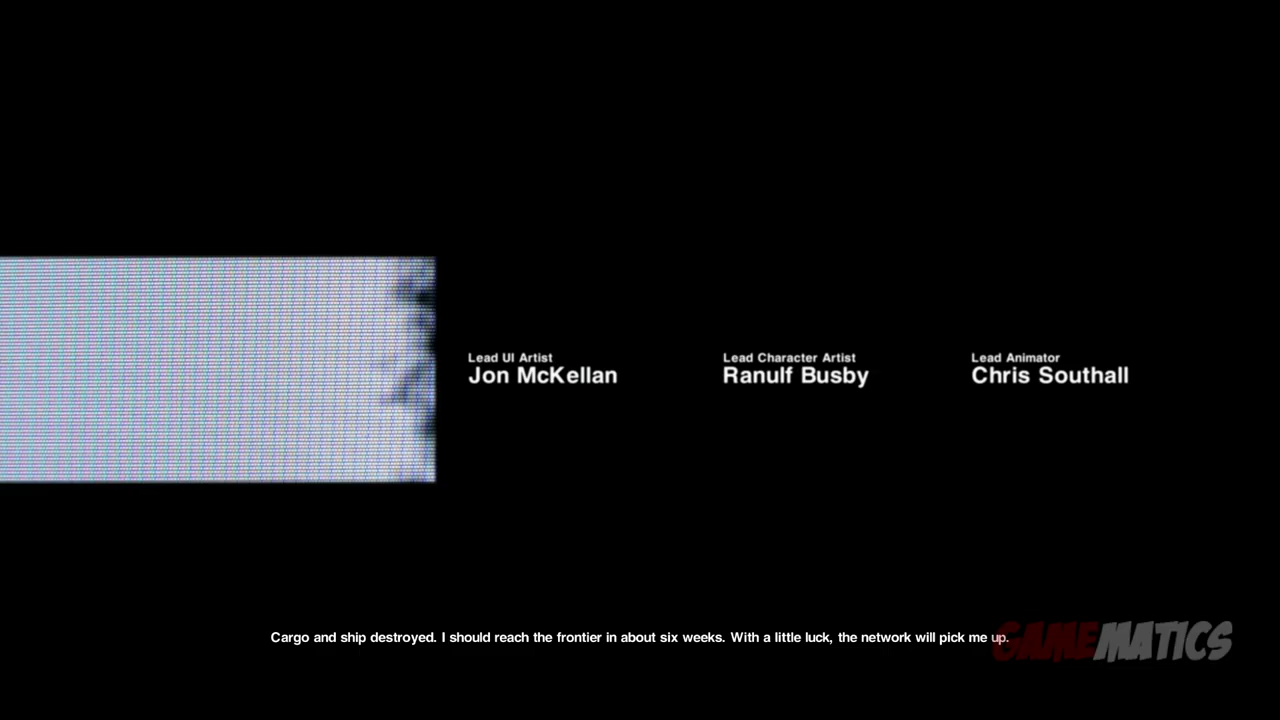 Lead UI Artist
Jon McKellan
Lead Character Artist
Ranulf Busby
Lead Animator
Chris Southall
Cargo and ship destroyed. I should reach the frontier in about six weeks. With a little luck, the network will pick me up.
GAMEMATICS